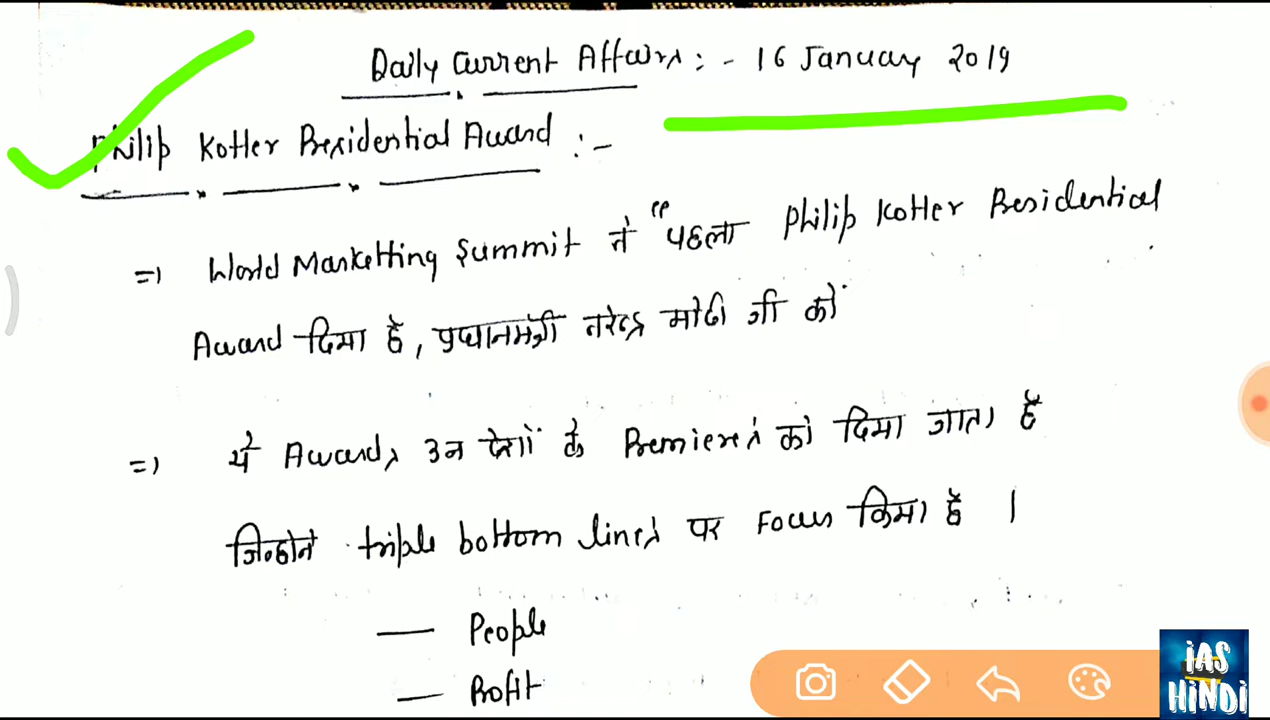 Daily Current Affairs : - 16 January 2019
Philip Kotler Presidential Award : -
=> World Marketting Summit ने "पहला Philip Kotler Presidential
Award दिया है, प्रधानमंत्री नरेन्द्र मोदी जी को
=> ये Awards उन देशों के Premiers को दिया जाता है
जिन्होने triple bottom lines पर Focus किया है ।
— People
— Profit
iAS
HiNDi